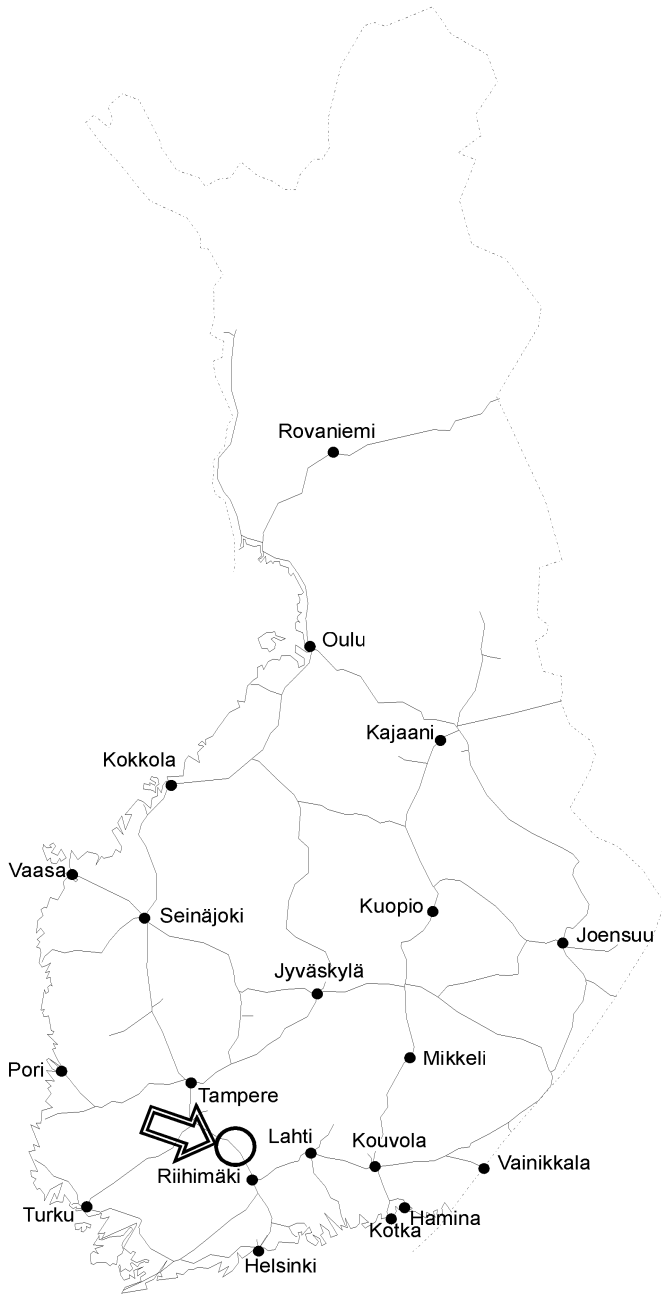 Rovaniemi
Oulu
Kajaani
Kokkola
Vaasa
Seinäjoki
Kuopio
Joensuu
Jyväskylä
Mikkeli
Pori
Tampere
Lahti
Kouvola
Vainikkala
Riihimäki
Turku
Hamina
Kotka
Helsinki